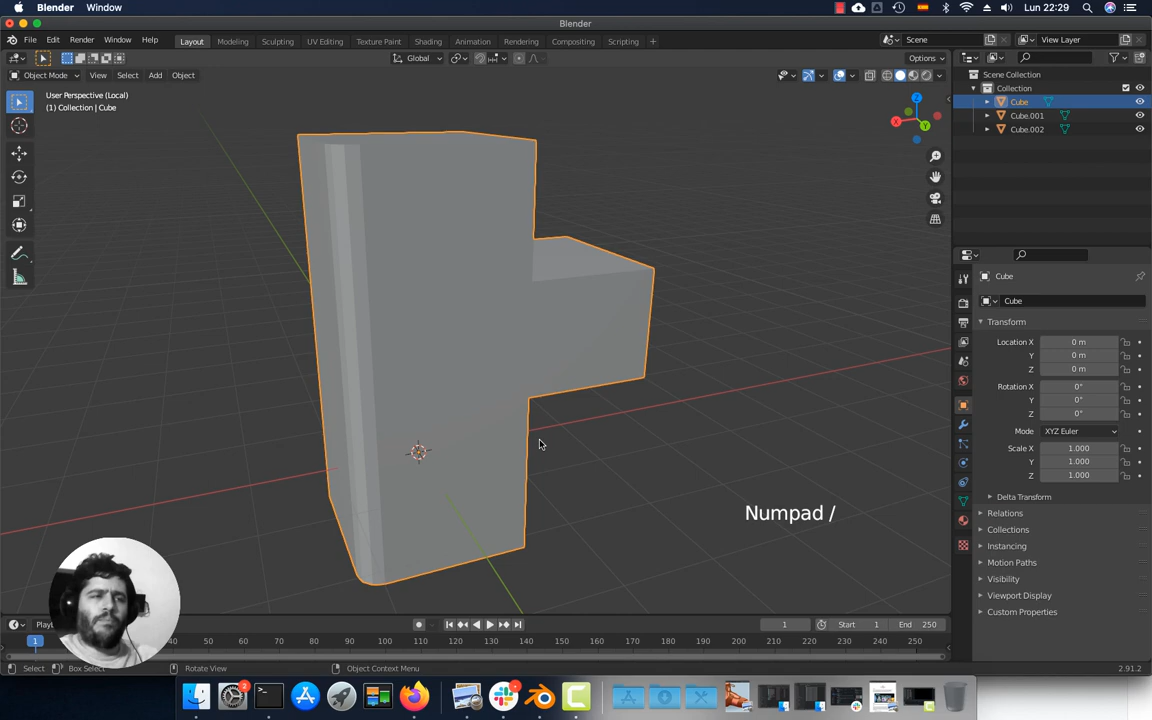 Blender Window Lun 22:29
Blender
File Edit Render Window Help Layout Modeling Sculpting UV Editing Texture Paint Shading Animation Rendering Compositing Scripting + Scene View Layer
Global Options
Object Mode View Select Add Object
User Perspective (Local)
(1) Collection | Cube
Z
X
Y
Scene Collection
Collection
Cube
Cube.001
Cube.002
Cube
Cube
Transform
Location X 0 m
Y 0 m
Z 0 m
Rotation X 0°
Y 0°
Z 0°
Mode XYZ Euler
Scale X 1.000
Y 1.000
Z 1.000
Delta Transform
Relations
Collections
Instancing
Motion Paths
Visibility
Viewport Display
Custom Properties
Numpad /
1 Start 1 End 250
1 40 50 60 70 80 90 100 110 120 130 140 150 160 170 180 190 200 210 220 230 240 250
Select Box Select Rotate View Object Context Menu 2.91.2
2